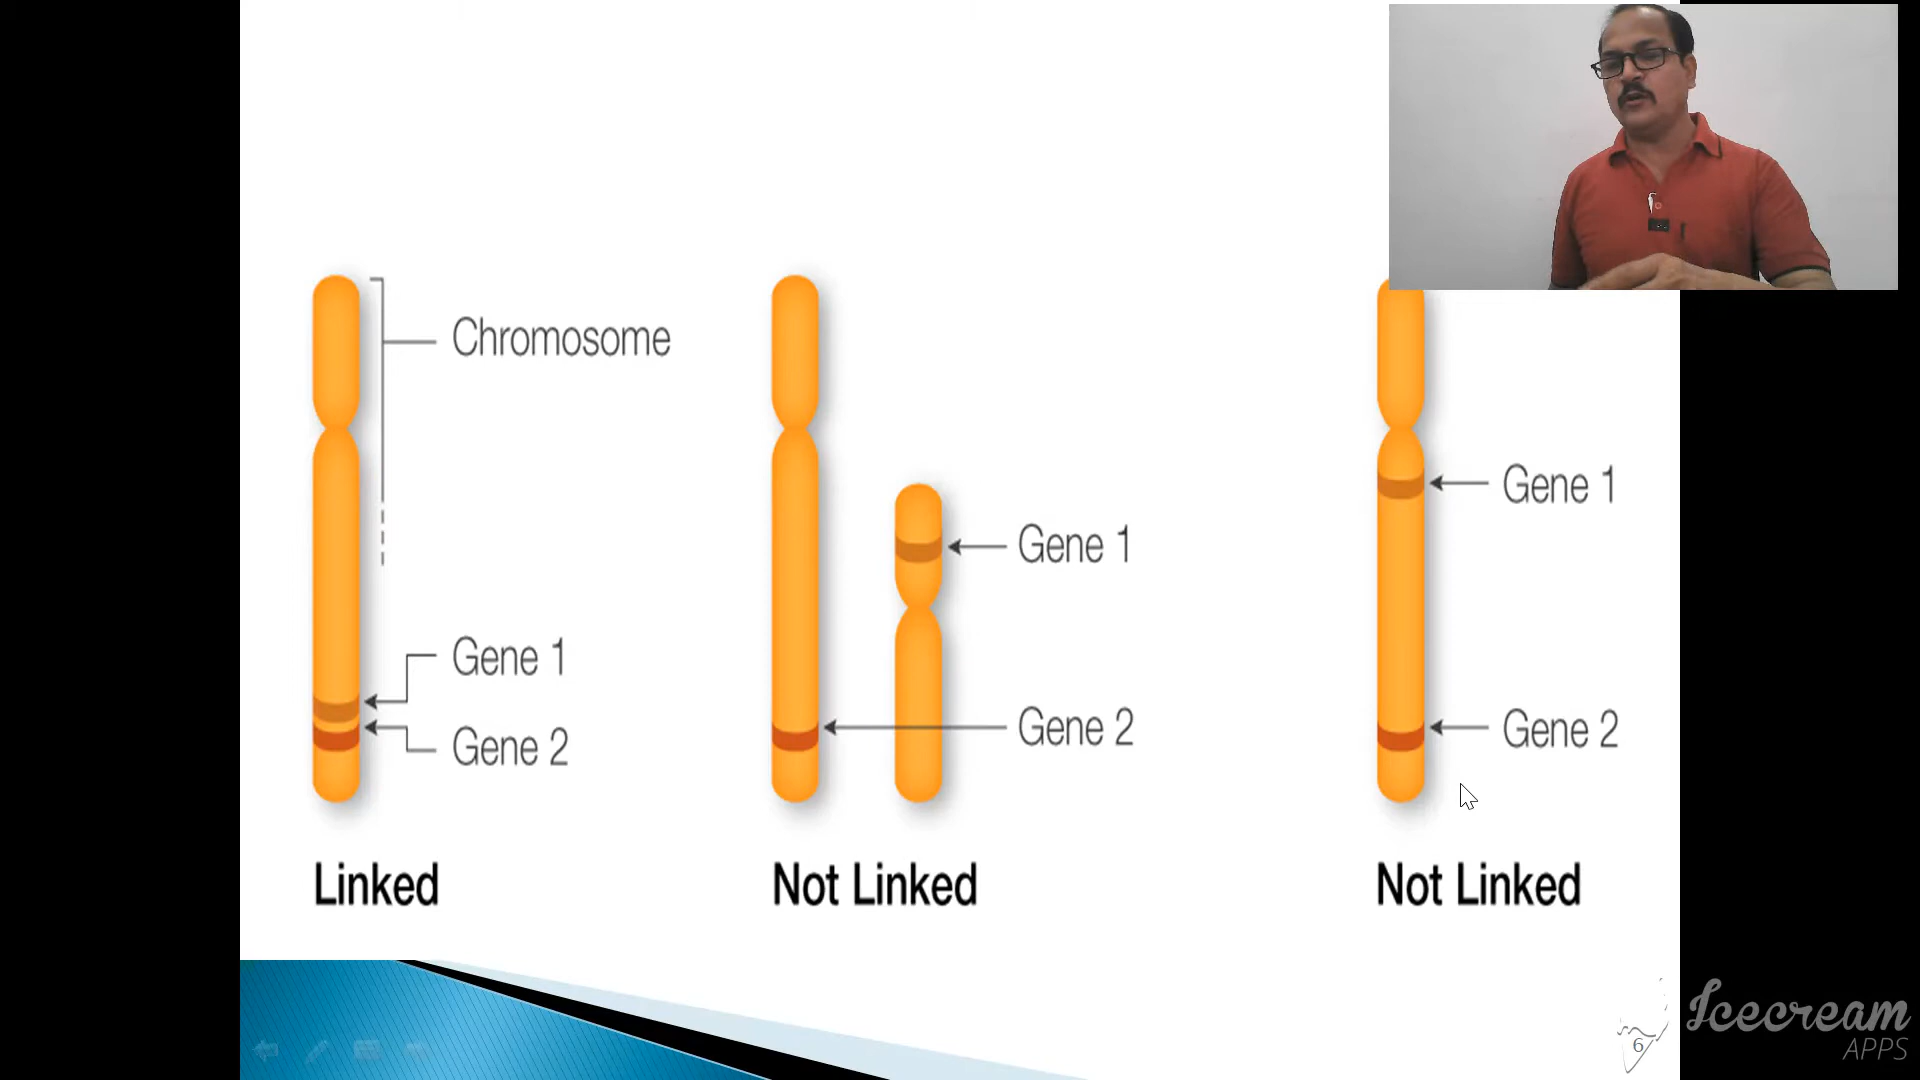 Chromosome
Gene 1
Gene 2
Linked
Gene 1
Gene 2
Not Linked
Gene 1
Gene 2
Not Linked
6
Icecream
APPS